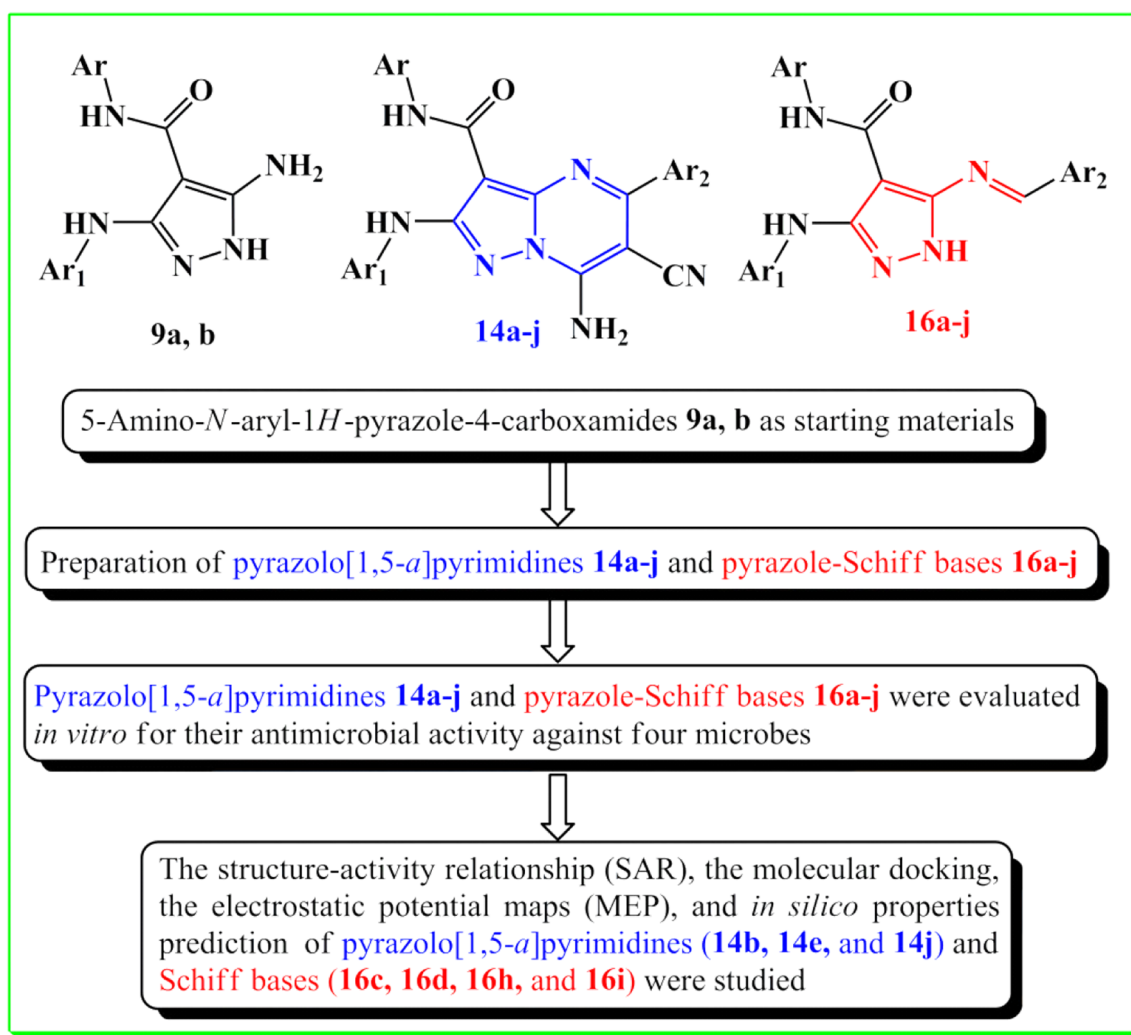 Ar
HN
O
NH₂
HN
N
NH
Ar₁
9a, b
Ar
HN
O
N
Ar₂
HN
N
N
CN
Ar₁
NH₂
14a-j
Ar
HN
O
N
Ar₂
HN
N
NH
Ar₁
16a-j
5-Amino-N-aryl-1H-pyrazole-4-carboxamides 9a, b as starting materials
Preparation of pyrazolo[1,5-a]pyrimidines 14a-j and pyrazole-Schiff bases 16a-j
Pyrazolo[1,5-a]pyrimidines 14a-j and pyrazole-Schiff bases 16a-j were evaluated
in vitro for their antimicrobial activity against four microbes
The structure-activity relationship (SAR), the molecular docking,
the electrostatic potential maps (MEP), and in silico properties
prediction of pyrazolo[1,5-a]pyrimidines (14b, 14e, and 14j) and
Schiff bases (16c, 16d, 16h, and 16i) were studied